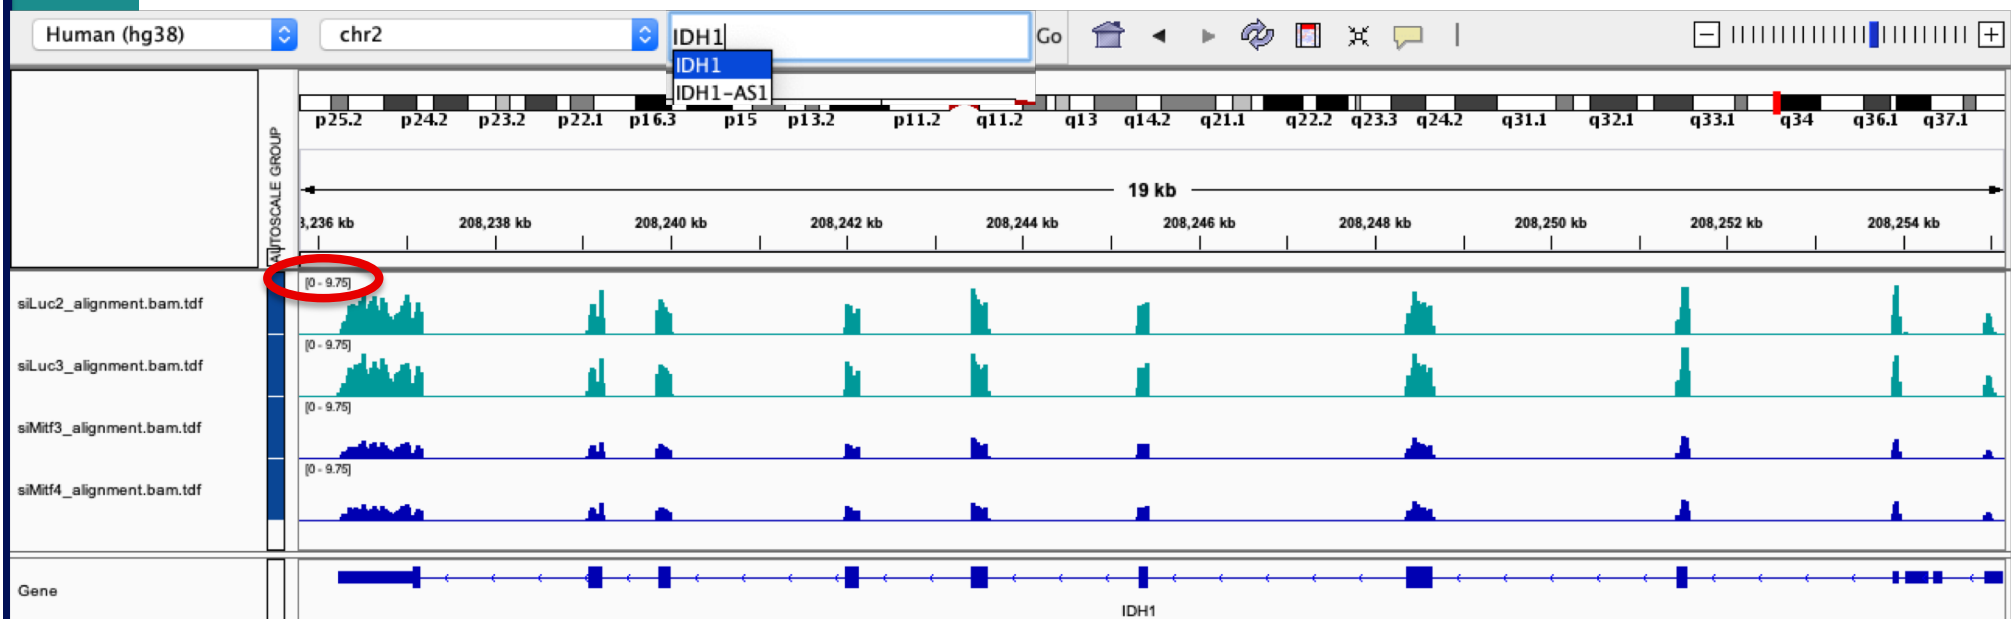 Human (hg38) chr2 IDH1 Go
IDH1
IDH1-AS1
p25.2 p24.2 p23.2 p22.1 p16.3 p15 p13.2 p11.2 q11.2 q13 q14.2 q21.1 q22.2 q23.3 q24.2 q31.1 q32.1 q33.1 q34 q36.1 q37.1
AUTOSCALE GROUP
19 kb
,236 kb 208,238 kb 208,240 kb 208,242 kb 208,244 kb 208,246 kb 208,248 kb 208,250 kb 208,252 kb 208,254 kb
[0 - 9.75]
siLuc2_alignment.bam.tdf
[0 - 9.75]
siLuc3_alignment.bam.tdf
[0 - 9.75]
siMitf3_alignment.bam.tdf
[0 - 9.75]
siMitf4_alignment.bam.tdf
Gene
IDH1